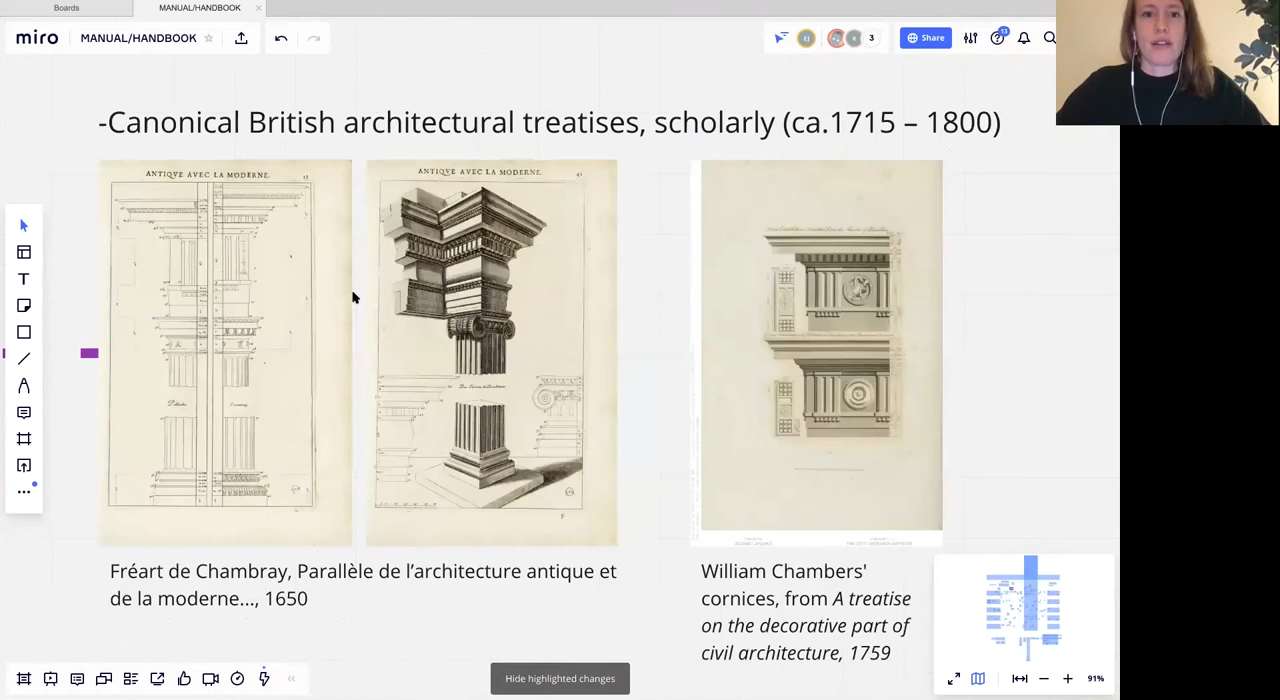 Boards
MANUAL/HANDBOOK
miro
MANUAL/HANDBOOK
3
Share
13
-Canonical British architectural treatises, scholarly (ca.1715 – 1800)
ANTIQVE AVEC LA MODERNE.
ANTIQVE AVEC LA MODERNE.
F
Fréart de Chambray, Parallèle de l'architecture antique et
de la moderne..., 1650
William Chambers'
cornices, from A treatise
on the decorative part of
civil architecture, 1759
Hide highlighted changes
91%